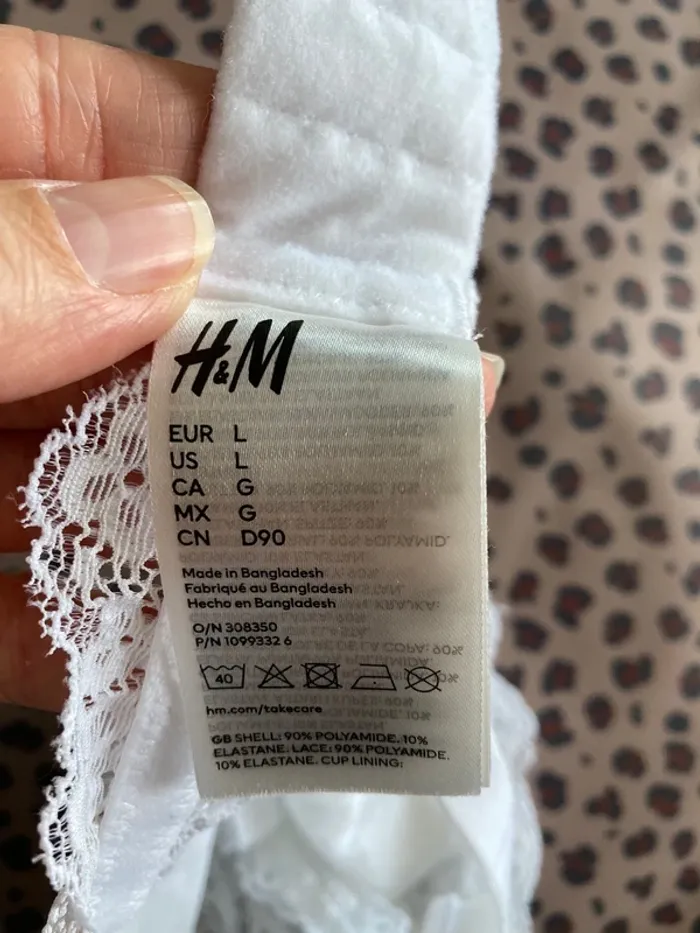 H&M
EUR L
US L
CA G
MX G
CN D90
Made in Bangladesh
Fabriqué au Bangladesh
Hecho en Bangladesh
O/N 308350
P/N 1099332 6
40
hm.com/takecare
GB SHELL: 90% POLYAMIDE. 10%
ELASTANE. LACE: 90% POLYAMIDE.
10% ELASTANE. CUP LINING: